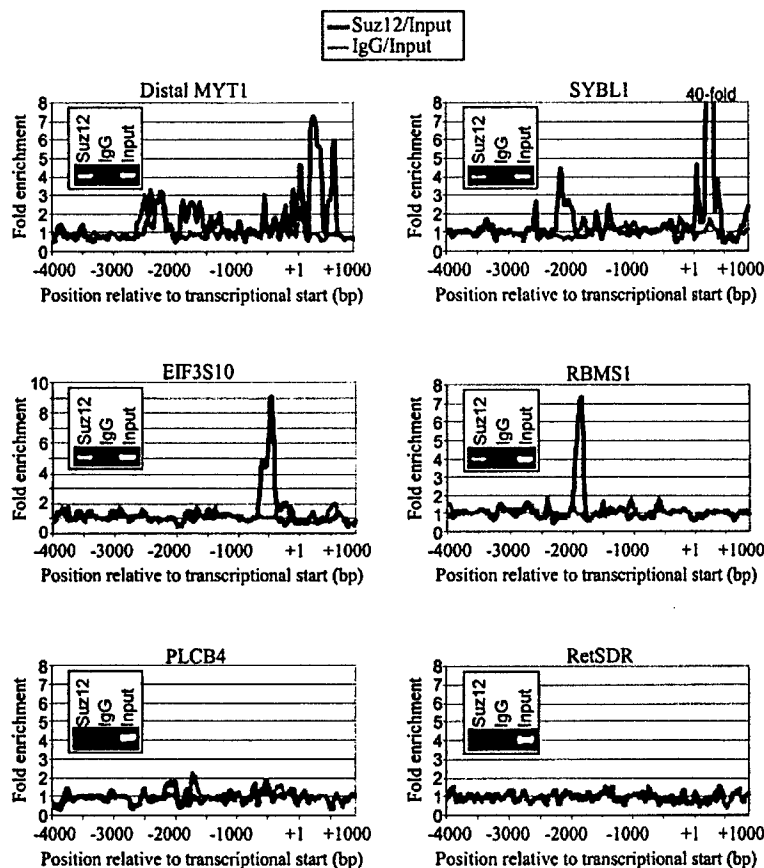 Suz12/Input
IgG/Input
Distal MYT1
Fold enrichment
8
7
6
5
4
3
2
1
0
Suz12
IgG
Input
-4000 -3000 -2000 -1000 +1 +1000
Position relative to transcriptional start (bp)
SYBL1
40-fold
Fold enrichment
8
7
6
5
4
3
2
1
0
Suz12
IgG
Input
-4000 -3000 -2000 -1000 +1 +1000
Position relative to transcriptional start (bp)
EIF3S10
Fold enrichment
10
8
6
4
2
0
Suz12
IgG
Input
-4000 -3000 -2000 -1000 +1 +1000
Position relative to transcriptional start (bp)
RBMS1
Fold enrichment
8
7
6
5
4
3
2
1
0
Suz12
IgG
Input
-4000 -3000 -2000 -1000 +1 +1000
Position relative to transcriptional start (bp)
PLCB4
Fold enrichment
8
7
6
5
4
3
2
1
0
Suz12
IgG
Input
-4000 -3000 -2000 -1000 +1 +1000
Position relative to transcriptional start (bp)
RetSDR
Fold enrichment
8
7
6
5
4
3
2
1
0
Suz12
IgG
Input
-4000 -3000 -2000 -1000 +1 +1000
Position relative to transcriptional start (bp)